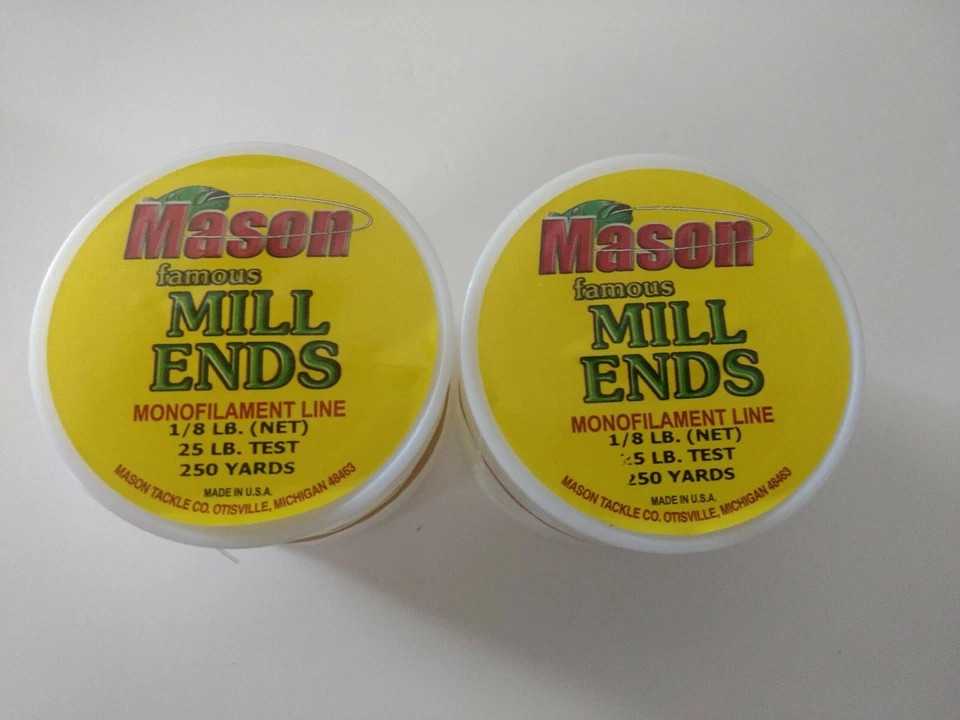 Mason
famous
MILL
ENDS
MONOFILAMENT LINE
1/8 LB. (NET)
25 LB. TEST
250 YARDS
MADE IN U.S.A.
MASON TACKLE CO. OTISVILLE, MICHIGAN 48463
Mason
famous
MILL
ENDS
MONOFILAMENT LINE
1/8 LB. (NET)
25 LB. TEST
250 YARDS
MADE IN U.S.A.
MASON TACKLE CO. OTISVILLE, MICHIGAN 48463